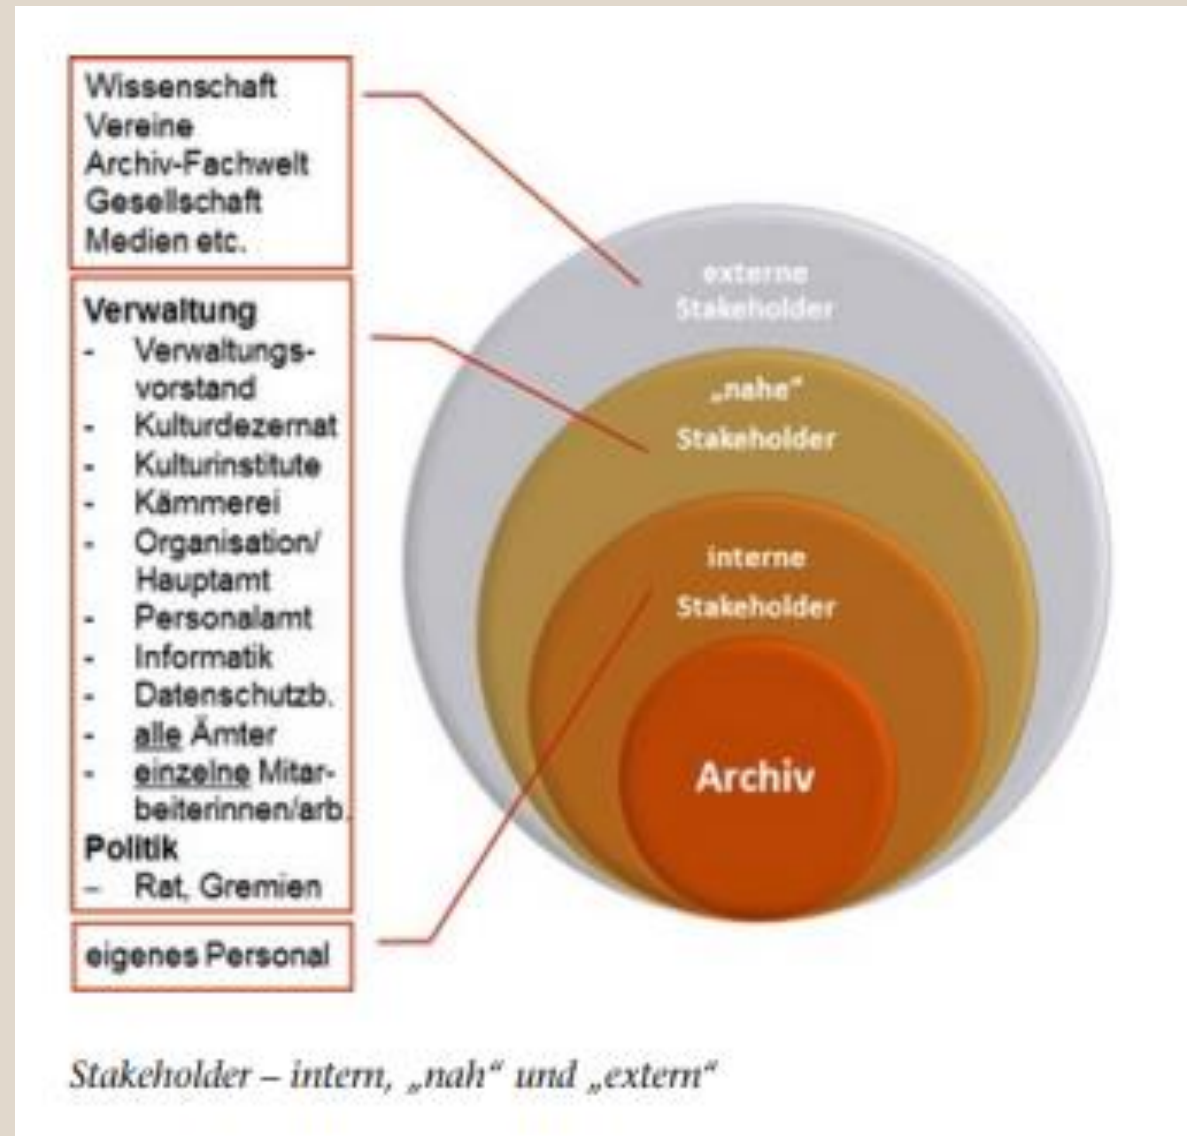 Wissenschaft
Vereine
Archiv-Fachwelt
Gesellschaft
Medien etc.
Verwaltung
- Verwaltungs-
vorstand
- Kulturdezernat
- Kulturinstitute
- Kämmerei
- Organisation/
Hauptamt
- Personalamt
- Informatik
- Datenschutzb.
- alle Ämter
- einzelne Mitar-
beiterinnen/arb.
Politik
– Rat, Gremien
eigenes Personal
externe
Stakeholder
„nahe“
Stakeholder
interne
Stakeholder
Archiv
Stakeholder – intern, „nah“ und „extern“